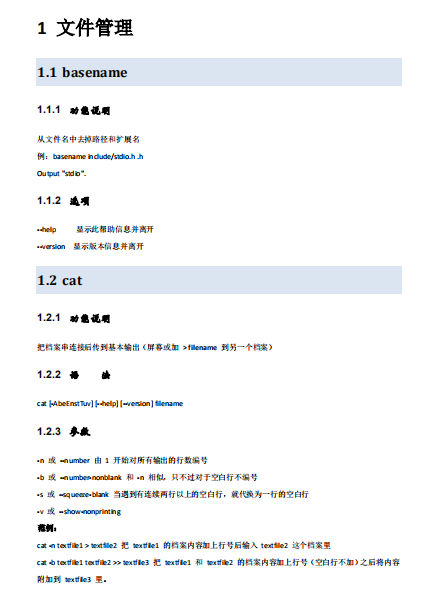 1 文件管理
1.1 basename
1.1.1 功能说明
从文件名中去掉路径和扩展名
例：basename include/stdio.h .h
Output "stdio".
1.1.2 选项
--help 显示此帮助信息并离开
--version 显示版本信息并离开
1.2 cat
1.2.1 功能说明
把档案串连接后传到基本输出（屏幕或加 > filename 到另一个档案）
1.2.2 语 法
cat [-AbeEnstTuv] [--help] [--version] filename
1.2.3 参数
-n 或 --number 由 1 开始对所有输出的行数编号
-b 或 --number-nonblank 和 -n 相似，只不过对于空白行不编号
-s 或 --squeeze-blank 当遇到有连续两行以上的空白行，就代换为一行的空白行
-v 或 --show-nonprinting
范例：
cat -n textfile1 > textfile2 把 textfile1 的档案内容加上行号后输入 textfile2 这个档案里
cat -b textfile1 textfile2 >> textfile3 把 textfile1 和 textfile2 的档案内容加上行号（空白行不加）之后将内容
附加到 textfile3 里。